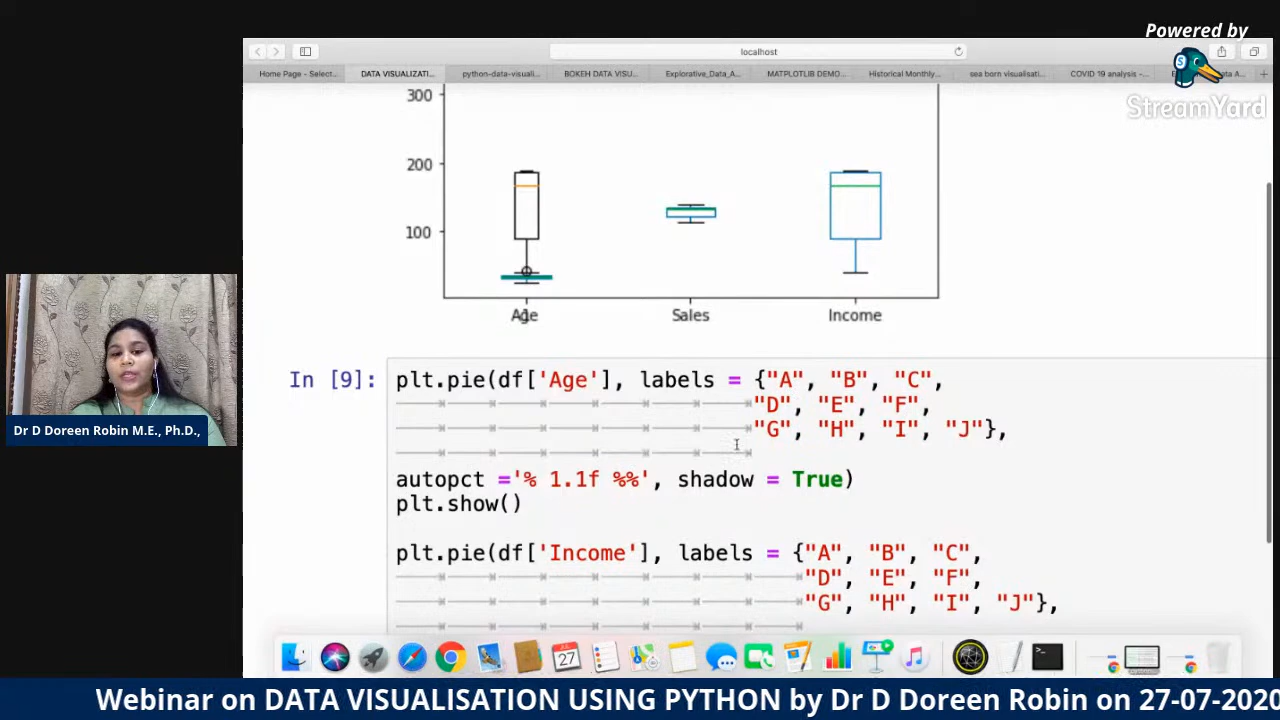 Powered by
StreamYard
localhost
Home Page - Select...
DATA VISUALIZATI...
python-data-visuali...
BOKEH DATA VISU...
Explorative_Data_A...
MATPLOTLIB DEMO...
Historical Monthly...
sea born visualisati...
COVID 19 analysis -...
300
200
100
Age
Sales
Income
In [9]:
plt.pie(df['Age'], labels = {"A", "B", "C",
"D", "E", "F",
"G", "H", "I", "J"},
autopct ='% 1.1f %%', shadow = True)
plt.show()
plt.pie(df['Income'], labels = {"A", "B", "C",
"D", "E", "F",
"G", "H", "I", "J"},
Dr D Doreen Robin M.E., Ph.D.,
27
Webinar on DATA VISUALISATION USING PYTHON by Dr D Doreen Robin on 27-07-2020